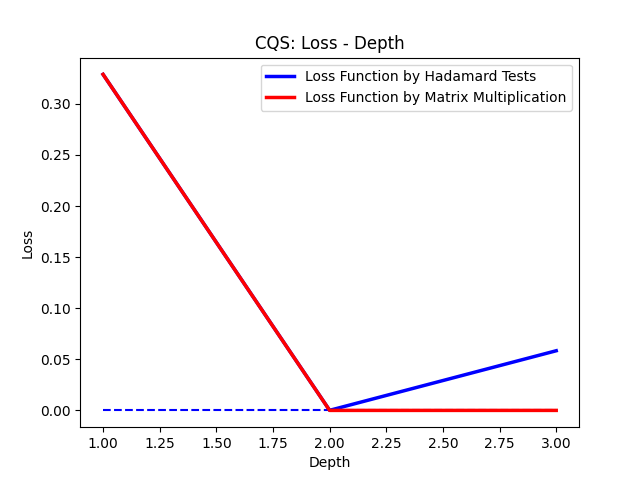 CQS: Loss - Depth
Loss Function by Hadamard Tests
Loss Function by Matrix Multiplication
0.30
0.25
0.20
0.15
0.10
0.05
0.00
Loss
1.00 1.25 1.50 1.75 2.00 2.25 2.50 2.75 3.00
Depth